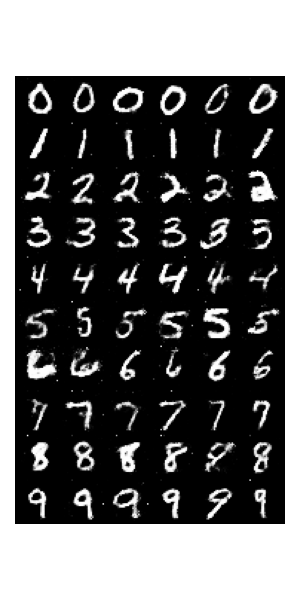 0 0 0 0 0 0
1 1 1 1 1 1
2 2 2 2 2 2
3 3 3 3 3 3
4 4 4 4 4 4
5 5 5 5 5 5
6 6 6 6 6 6
7 7 7 7 7 7
8 8 8 8 8 8
9 9 9 9 9 9